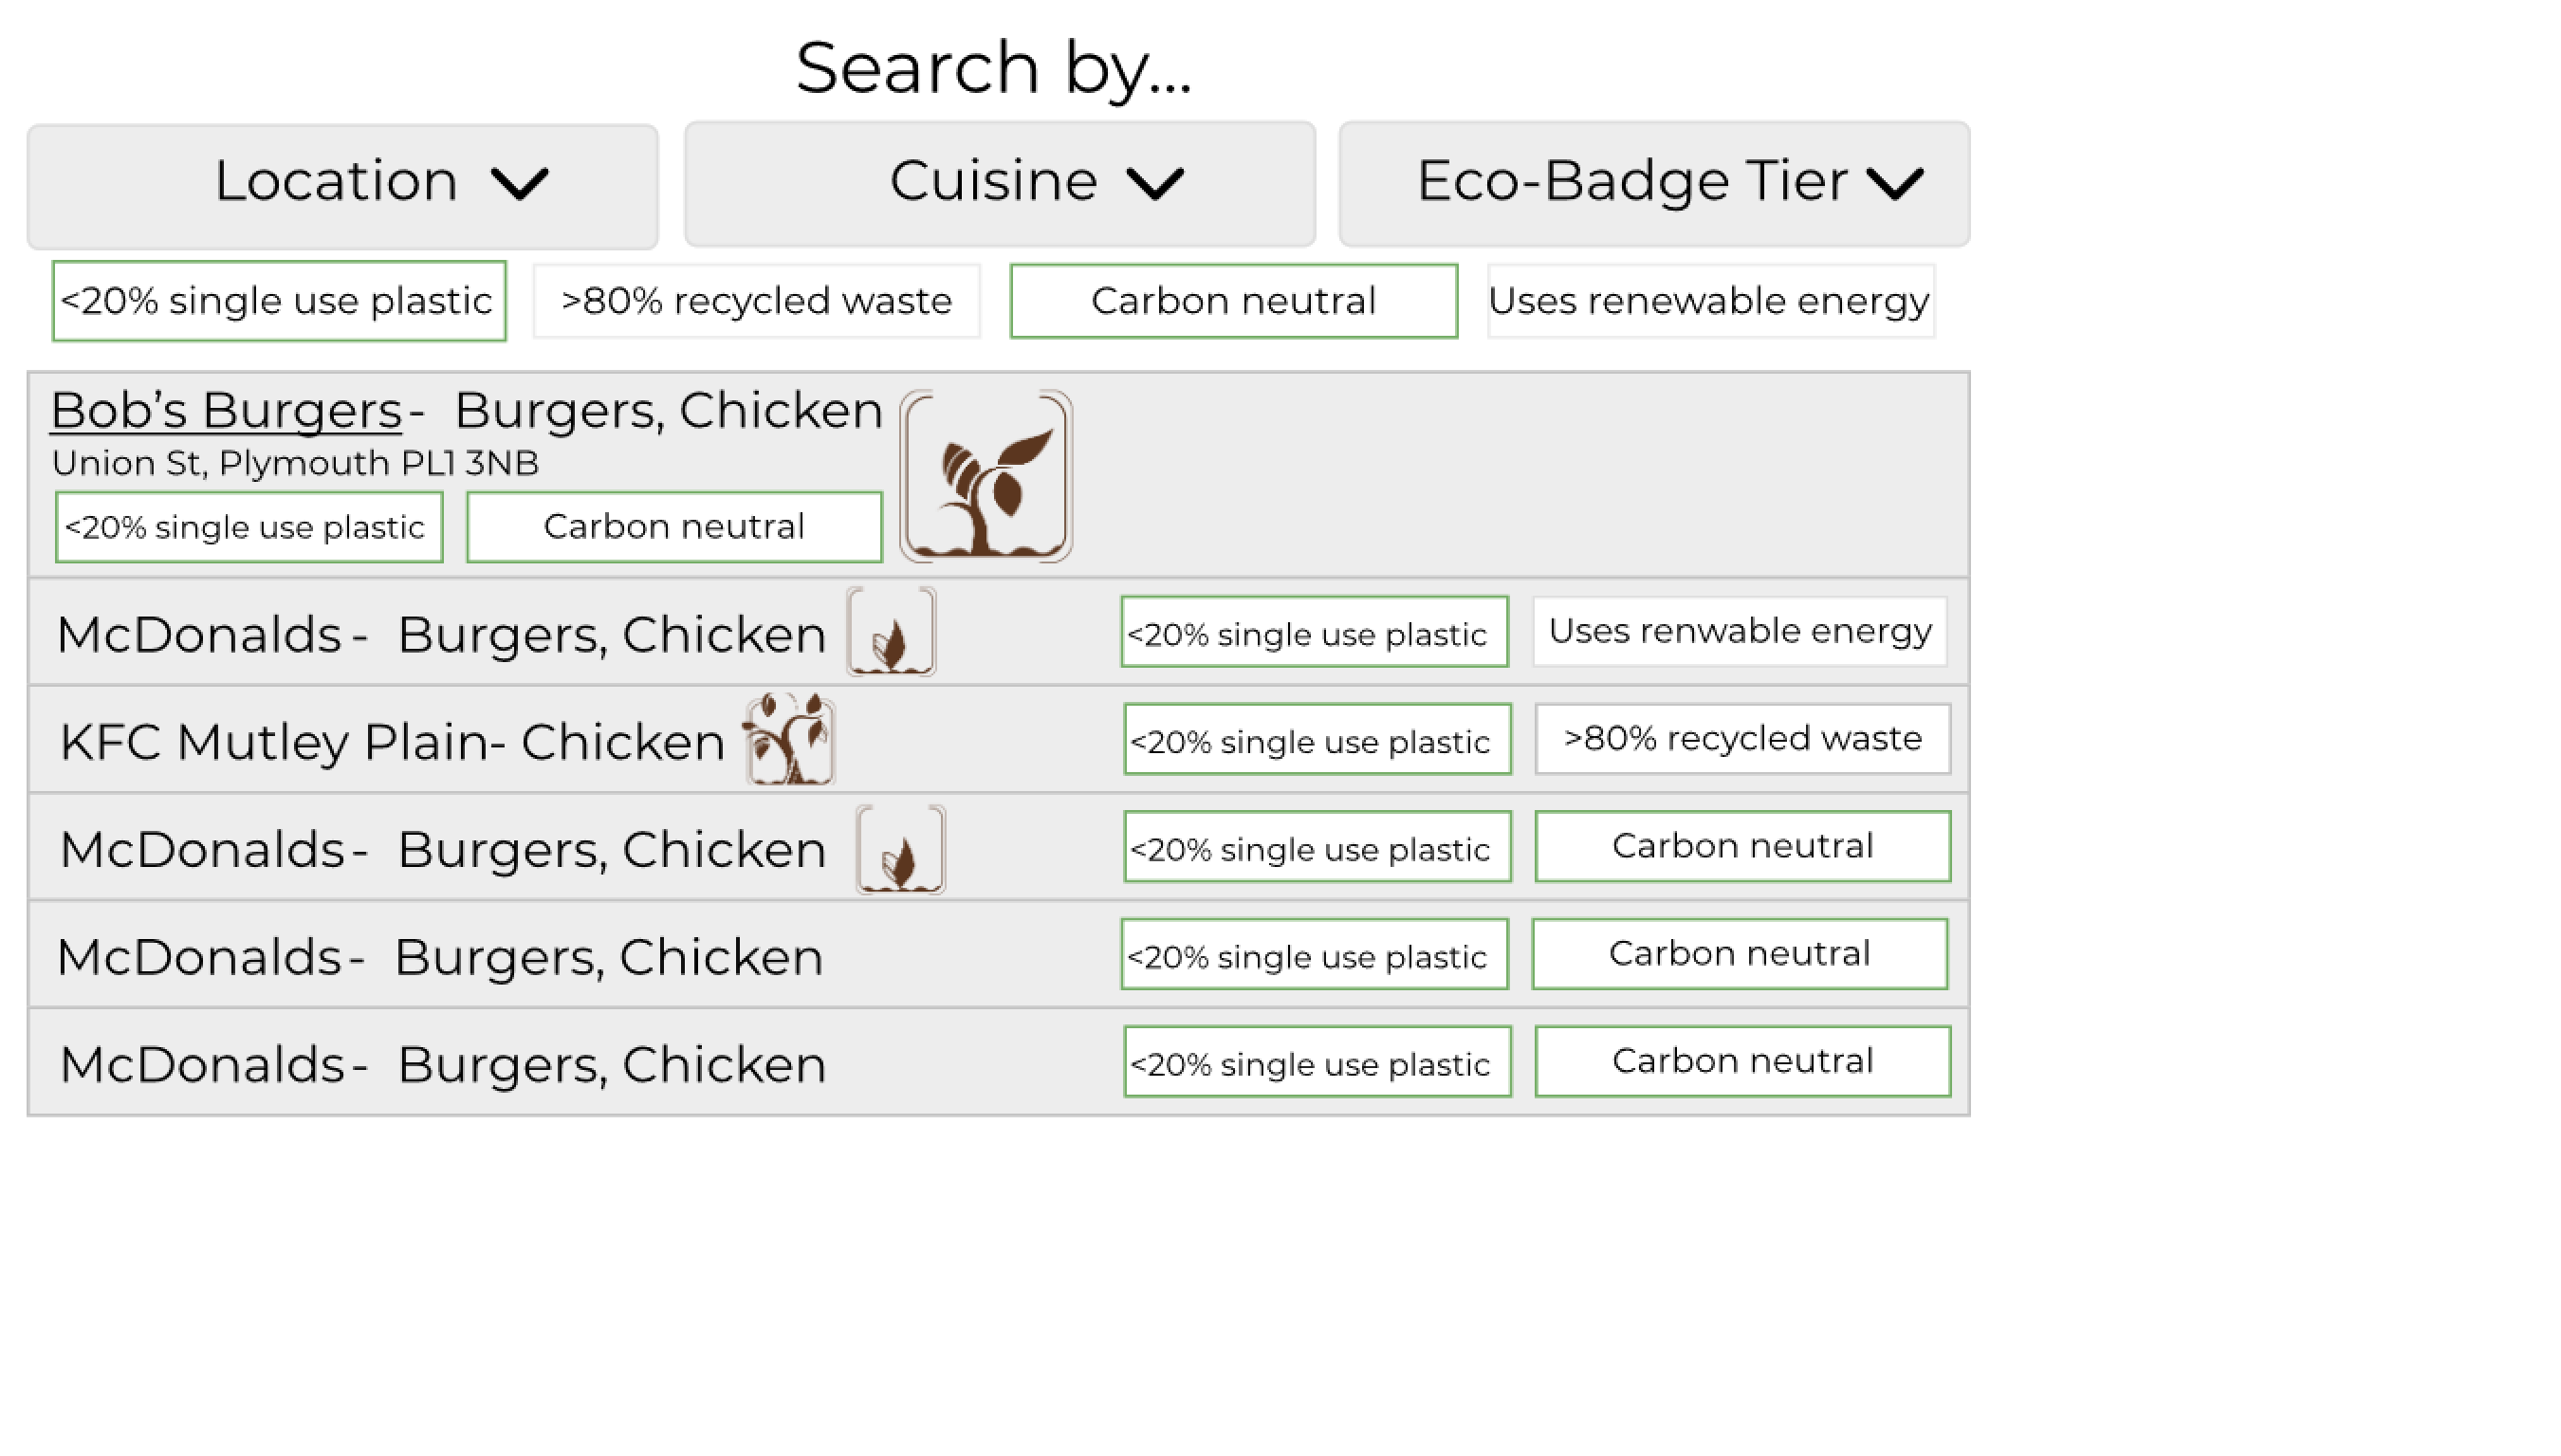 Search by...
Location
Cuisine
Eco-Badge Tier
<20% single use plastic
>80% recycled waste
Carbon neutral
Uses renewable energy
Bob’s Burgers- Burgers, Chicken
Union St, Plymouth PL1 3NB
<20% single use plastic
Carbon neutral
McDonalds- Burgers, Chicken
<20% single use plastic
Uses renwable energy
KFC Mutley Plain- Chicken
<20% single use plastic
>80% recycled waste
McDonalds- Burgers, Chicken
<20% single use plastic
Carbon neutral
McDonalds- Burgers, Chicken
<20% single use plastic
Carbon neutral
McDonalds- Burgers, Chicken
<20% single use plastic
Carbon neutral